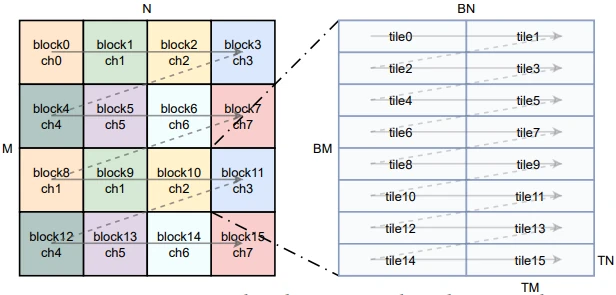 N
block0 block1 block2 block3
ch0 ch1 ch2 ch3
block4 block5 block6 block7
ch4 ch5 ch6 ch7
M
block8 block9 block10 block11
ch1 ch1 ch2 ch3
block12 block13 block14 block15
ch4 ch5 ch6 ch7
BN
tile0 tile1
tile2 tile3
tile4 tile5
tile6 tile7
BM
tile8 tile9
tile10 tile11
tile12 tile13
tile14 tile15 TN
TM